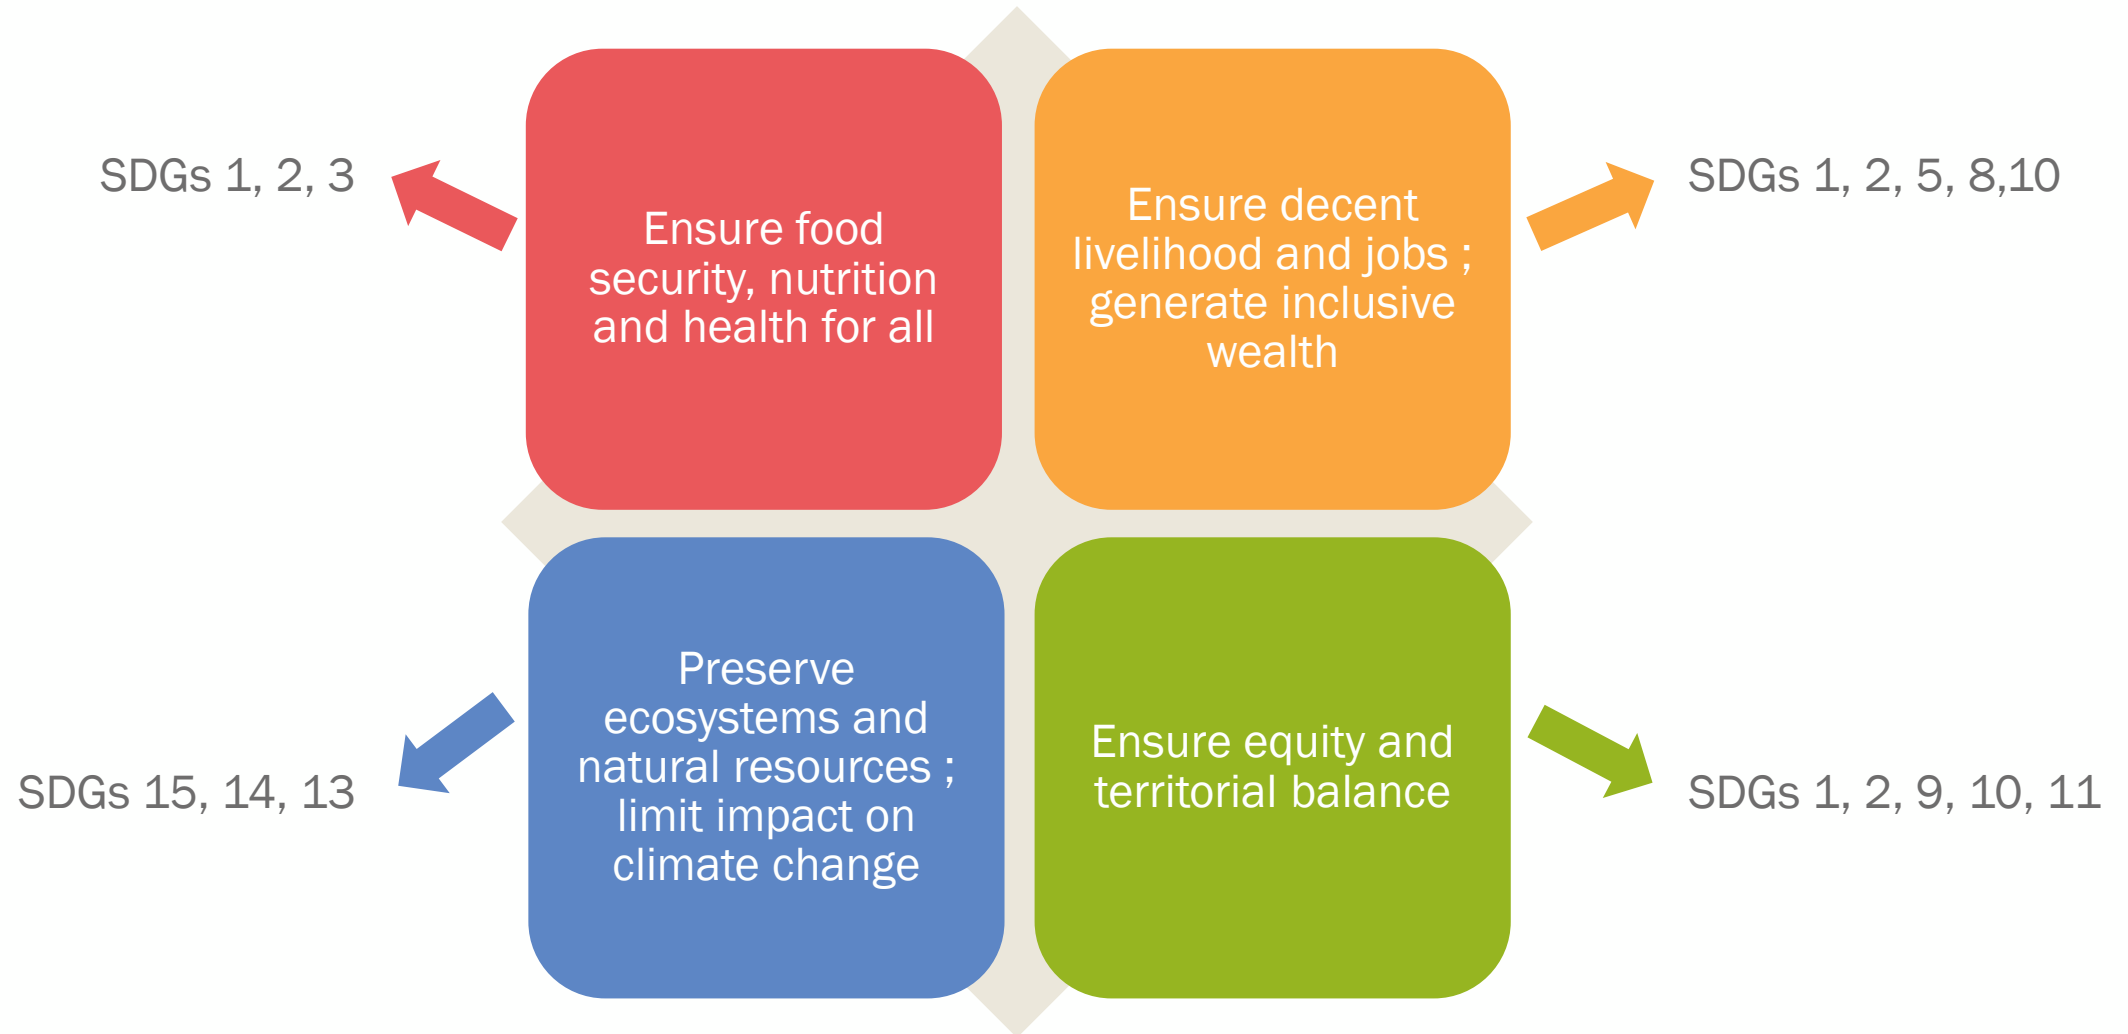 SDGs 1, 2, 3
Ensure food
security, nutrition
and health for all
Ensure decent
livelihood and jobs ;
generate inclusive
wealth
SDGs 1, 2, 5, 8,10
SDGs 15, 14, 13
Preserve
ecosystems and
natural resources ;
limit impact on
climate change
Ensure equity and
territorial balance
SDGs 1, 2, 9, 10, 11